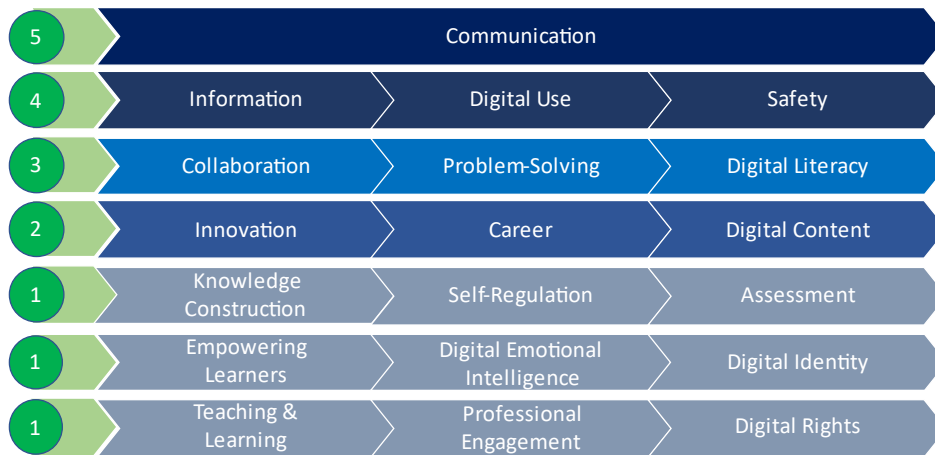 5 Communication
4 Information Digital Use Safety
3 Collaboration Problem-Solving Digital Literacy
2 Innovation Career Digital Content
1 Knowledge Construction Self-Regulation Assessment
1 Empowering Learners Digital Emotional Intelligence Digital Identity
1 Teaching & Learning Professional Engagement Digital Rights